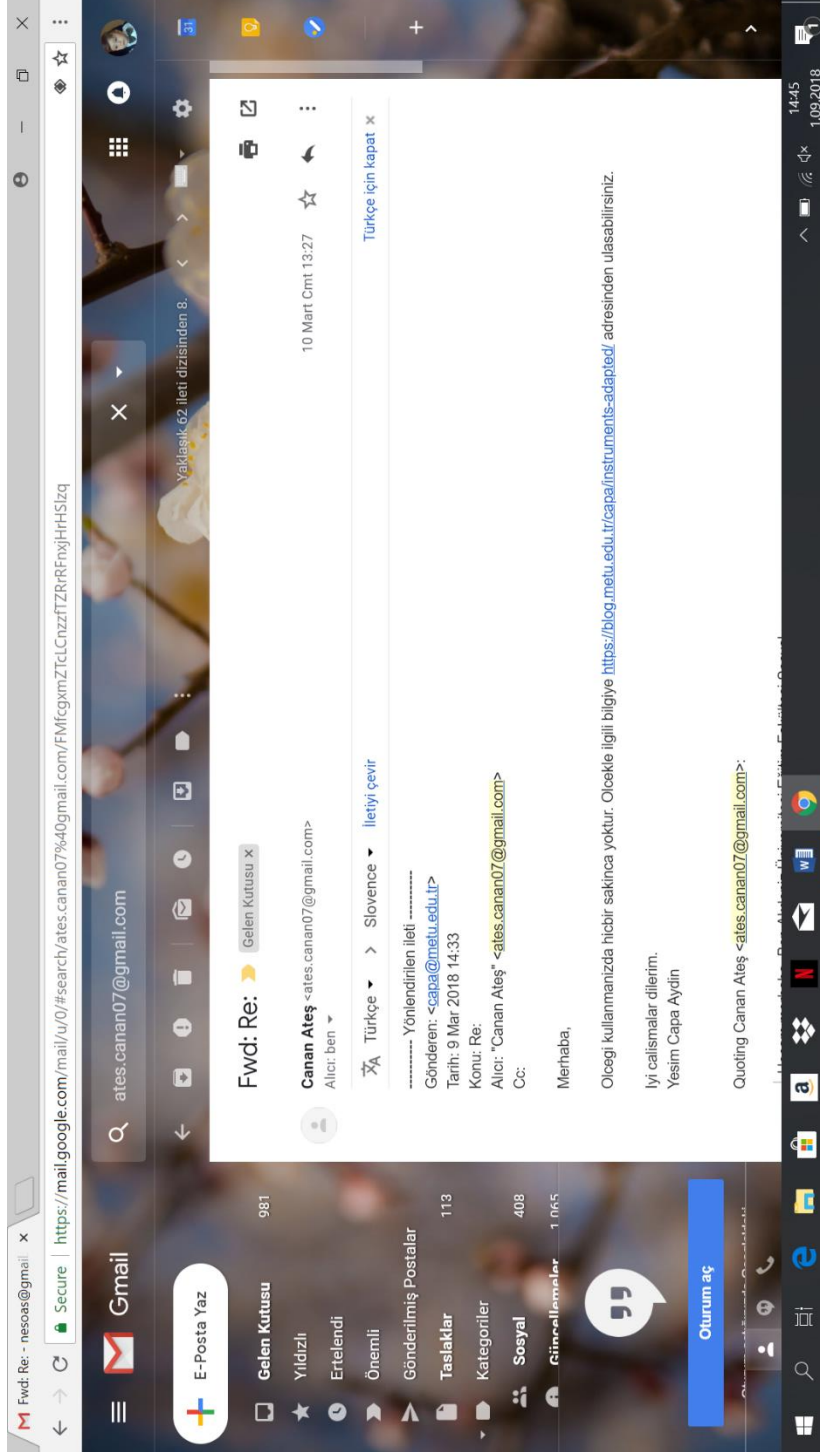 Fwd: Re: - nesoas@gmail.
Secure | https://mail.google.com/mail/u/0/#search/ates.canan07%40gmail.com/FMfcgxmZTcLCnzzfTZRrRFnxjHrHSlzq
Gmail
ates.canan07@gmail.com
31
E-Posta Yaz
Yaklaşık 62 ileti dizisinden 8.
Gelen Kutusu 981
Yıldızlı
Ertelendi
Önemli
Gönderilmiş Postalar
Taslaklar 113
Kategoriler
Sosyal 408
Güncellemeler 1.065
Oturum aç
Fwd: Re: Gelen Kutusu x
Canan Ateş <ates.canan07@gmail.com> 10 Mart Cmt 13:27
Alıcı: ben
Türkçe > Slovence İletiyi çevir Türkçe için kapat x
---------- Yönlendirilen ileti ----------
Gönderen: <capa@metu.edu.tr>
Tarih: 9 Mar 2018 14:33
Konu: Re:
Alıcı: "Canan Ateş" <ates.canan07@gmail.com>
Cc:
Merhaba,
Olcegi kullanmanizda hicbir sakinca yoktur. Olcekle ilgili bilgiye https://blog.metu.edu.tr/capa/instruments-adapted/ adresinden ulasabilirsiniz.
Iyi calismalar dilerim.
Yesim Capa Aydin
Quoting Canan Ateş <ates.canan07@gmail.com>:
14:45
1.09.2018
1